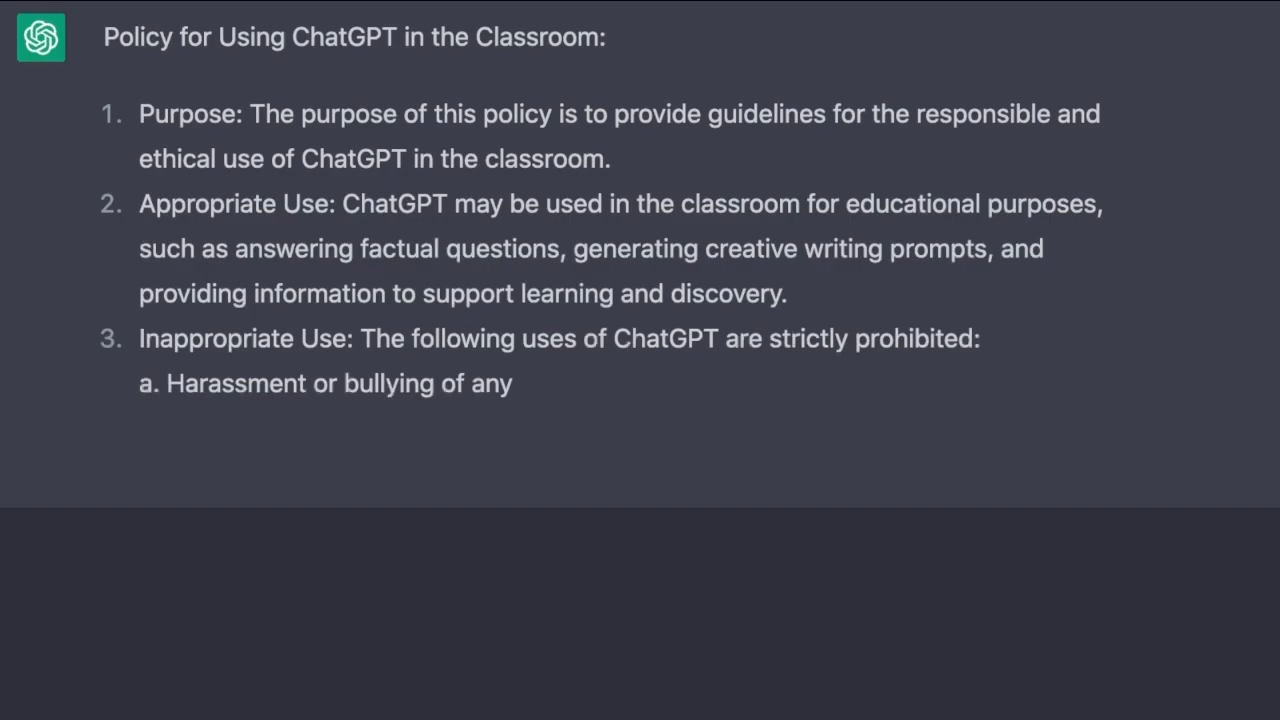 Policy for Using ChatGPT in the Classroom:
1. Purpose: The purpose of this policy is to provide guidelines for the responsible and
ethical use of ChatGPT in the classroom.
2. Appropriate Use: ChatGPT may be used in the classroom for educational purposes,
such as answering factual questions, generating creative writing prompts, and
providing information to support learning and discovery.
3. Inappropriate Use: The following uses of ChatGPT are strictly prohibited:
a. Harassment or bullying of any